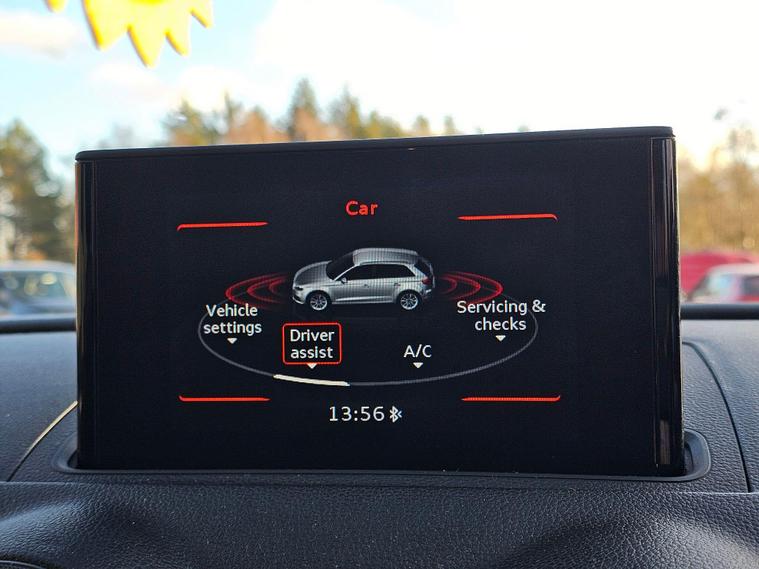 Car
Vehicle
settings
Driver
assist
A/C
Servicing &
checks
13:56